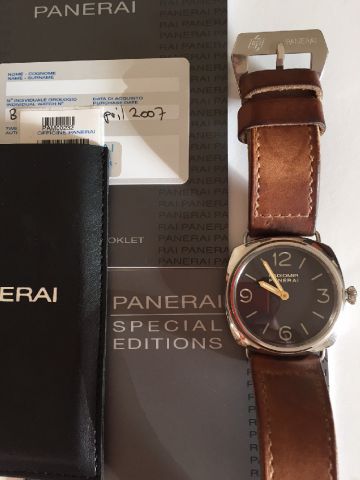 PANERAI
NOME - COGNOME
NAME - SURNAME
N° INDIVIDUALE OROLOGIO
INDIVIDUAL WATCH N°
DATA DI ACQUISTO
PURCHASE DATE
B
2007
PAM00232
OFFICINE PANERAI
OKLET
ERAI
PANERAI
SPECIAL
EDITIONS
PANERAI
RADIOMIR
PANERAI
12
3
6
9